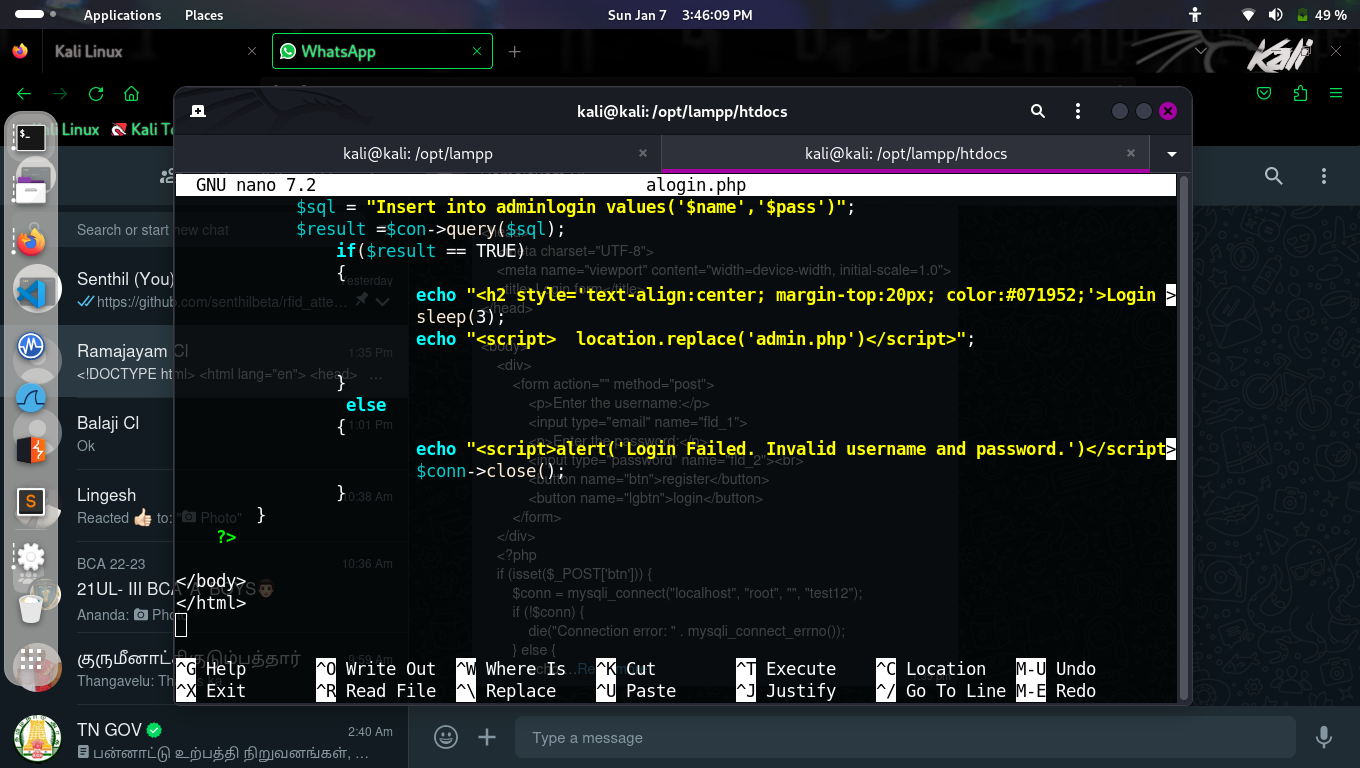 Applications Places Sun Jan 7 3:46:09 PM 49 %
Kali Linux WhatsApp
kali@kali: /opt/lampp/htdocs
Linux Kali To
kali@kali: /opt/lampp kali@kali: /opt/lampp/htdocs
GNU nano 7.2 alogin.php
$sql = "Insert into adminlogin values('$name','$pass')";
$result =$con->query($sql);
if($result == TRUE)
{
echo "<h2 style='text-align:center; margin-top:20px; color:#071952;'>Login >
sleep(3);
echo "<script>  location.replace('admin.php')</script>";
}
else
{
echo "<script>alert('Login Failed. Invalid username and password.')</script>
$conn->close();
}
}
?>
</body>
</html>
^G Help ^O Write Out ^W Where Is ^K Cut ^T Execute ^C Location M-U Undo
^X Exit ^R Read File ^\ Replace ^U Paste ^J Justify ^/ Go To Line M-E Redo
Search or start new chat
Senthil (You) Yesterday
https://github.com/senthilbeta/rfid_atte...
Ramajayam Cl 1:35 Pm
<!DOCTYPE html> <html lang="en"> <head> ...
Balaji Cl 1:01 Pm
Ok
Lingesh 10:38 Am
Reacted 👍🏻 to: "Photo"
BCA 22-23 10:36 Am
21UL- III BCA "A" BOYS
Ananda: Pho
Thangavelu:
TN GOV 2:40 Am
பன்னாட்டு உற்பத்தி நிறுவனங்கள், ...
<meta charset="UTF-8">
<meta name="viewport" content="width=device-width, initial-scale=1.0">
</head>
<body>
<div>
<form action="" method="post">
<p>Enter the username:</p>
<input type="email" name="fld_1">
<p>Enter the password:</p>
<input type="password" name="fld_2"><br>
<button name="btn">register</button>
<button name="lgbtn">login</button>
</form>
</div>
<?php
if (isset($_POST['btn'])) {
$conn = mysqli_connect("localhost", "root", "", "test12");
if (!$conn) {
die("Connection error: " . mysqli_connect_errno());
} else {
Type a message